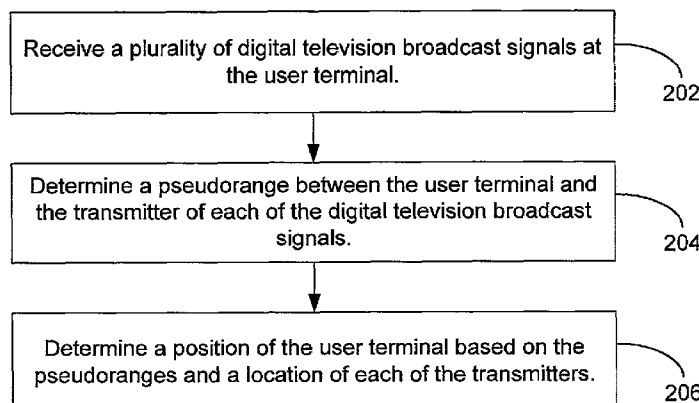 Receive a plurality of digital television broadcast signals at
the user terminal.
202
Determine a pseudorange between the user terminal and
the transmitter of each of the digital television broadcast
signals.
204
Determine a position of the user terminal based on the
pseudoranges and a location of each of the transmitters.
206